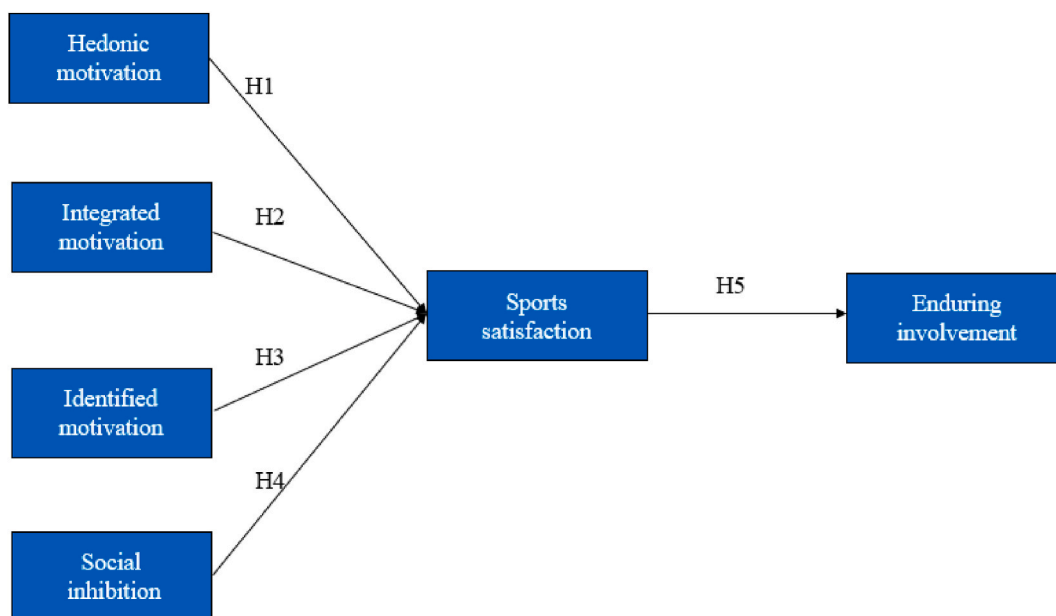 Hedonic
motivation
H1
Integrated
motivation
H2
Sports
satisfaction
H5
Enduring
involvement
H3
Identified
motivation
H4
Social
inhibition